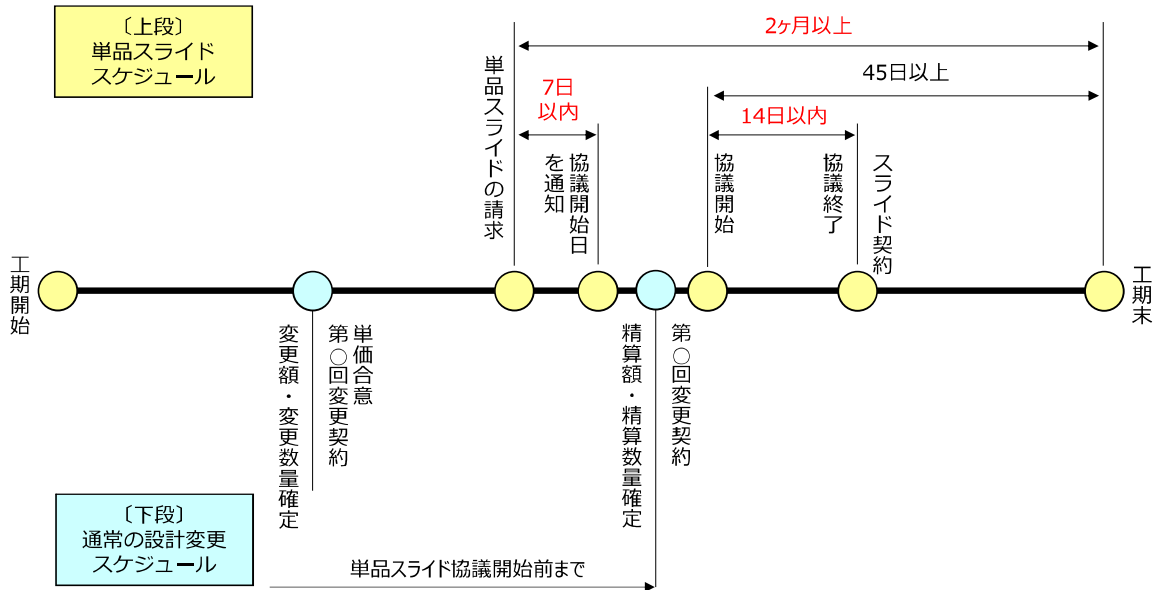 〔上段〕
単品スライド
スケジュール
2ヶ月以上
45日以上
7日
以内
14日以内
単品スライドの請求
協議開始日
を通知
協議開始
協議終了
スライド契約
工期開始
工期末
単価合意
第〇回変更契約
変更額・変更数量確定
第〇回変更契約
精算額・精算数量確定
〔下段〕
通常の設計変更
スケジュール
単品スライド協議開始前まで